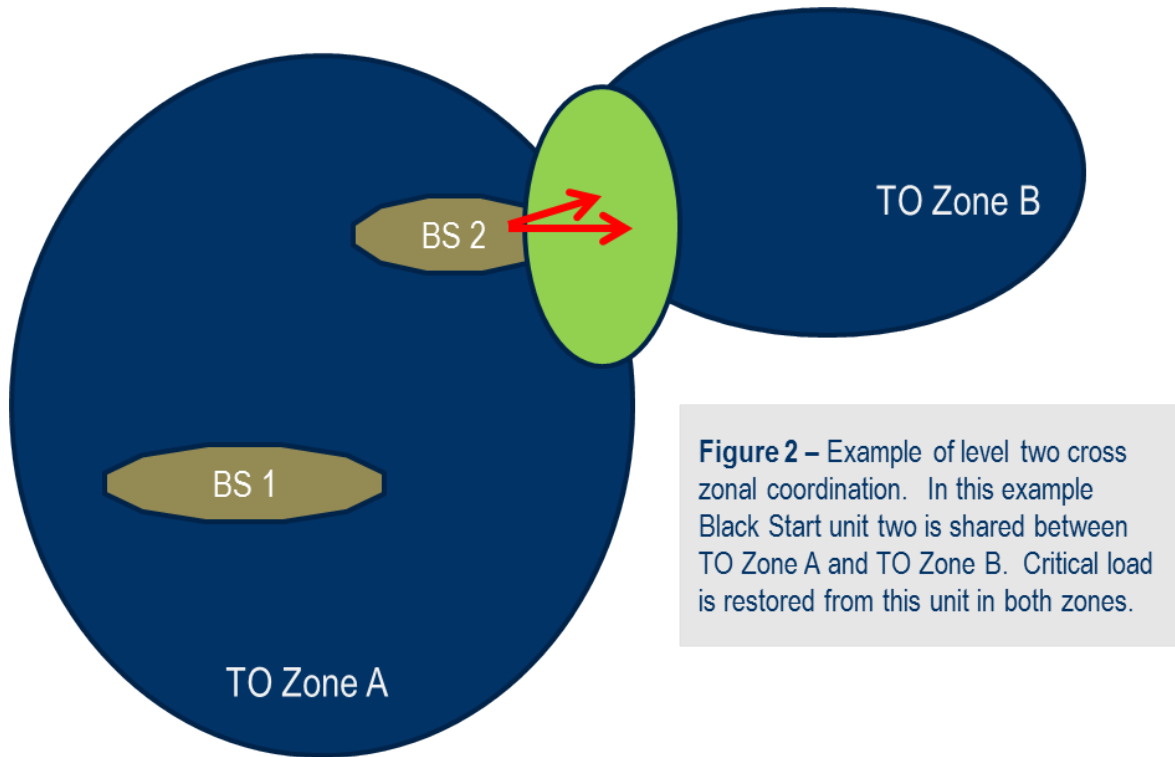 BS 2
TO Zone B
BS 1
TO Zone A
Figure 2 – Example of level two cross
zonal coordination. In this example
Black Start unit two is shared between
TO Zone A and TO Zone B. Critical load
is restored from this unit in both zones.